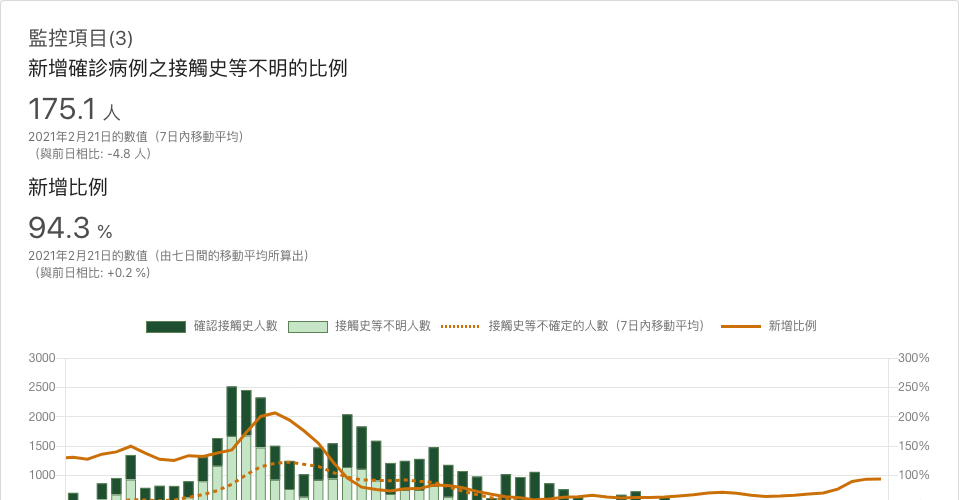 監控項目(3)
新增確診病例之接觸史等不明的比例
175.1 人
2021年2月21日的數值（7日內移動平均）
（與前日相比: -4.8 人）
新增比例
94.3 %
2021年2月21日的數值（由七日間的移動平均所算出）
（與前日相比: +0.2 %）
確認接觸史人數 接觸史等不明人數 接觸史等不確定的人數（7日內移動平均） 新增比例
3000 300%
2500 250%
2000 200%
1500 150%
1000 100%